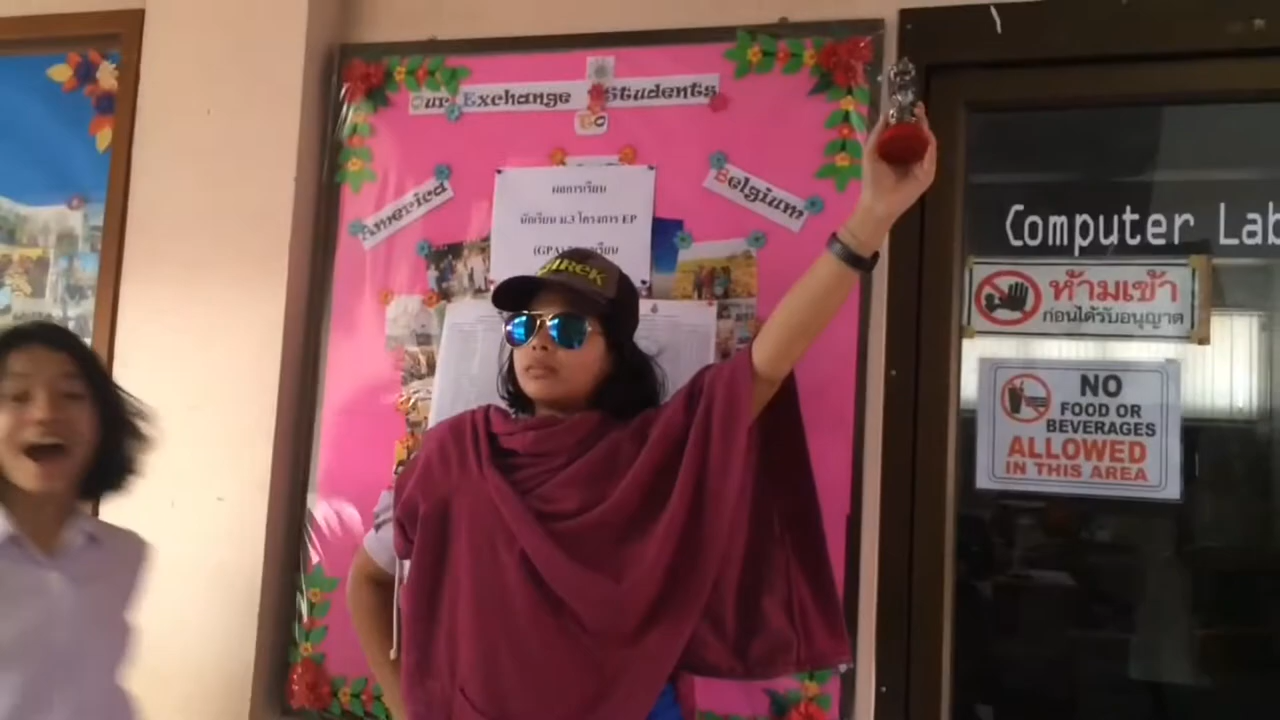 Our Exchange Students
to
America
Belgium
ผลการเรียน
นักเรียน ม.3 โครงการ EP
(GPA)
Computer Lab
ห้ามเข้า
ก่อนได้รับอนุญาต
NO
FOOD OR
BEVERAGES
ALLOWED
IN THIS AREA